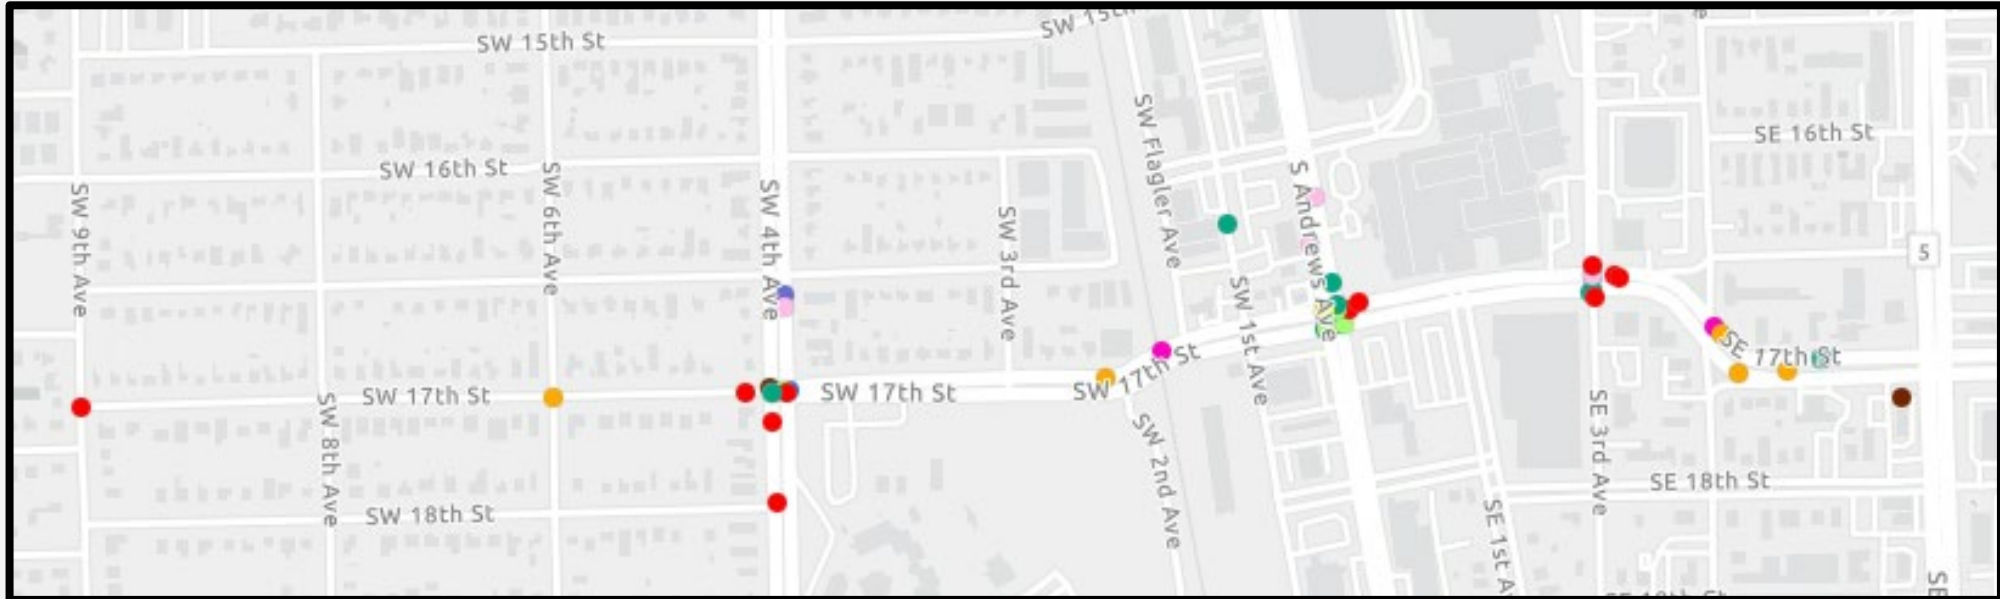 SW 15th St
SW 15th
SE 16th St
SW 16th St
SW 9th Ave
SW 6th Ave
SW 4th Ave
SW 3rd Ave
SW Flagler Ave
S Andrews Ave
5
SW 1st Ave
SE 17th St
SW 17th St
SW 17th St
SW 17th St
SW 8th Ave
SW 2nd Ave
SE 3rd Ave
SE 18th St
SW 18th St
SE 1st A
SE